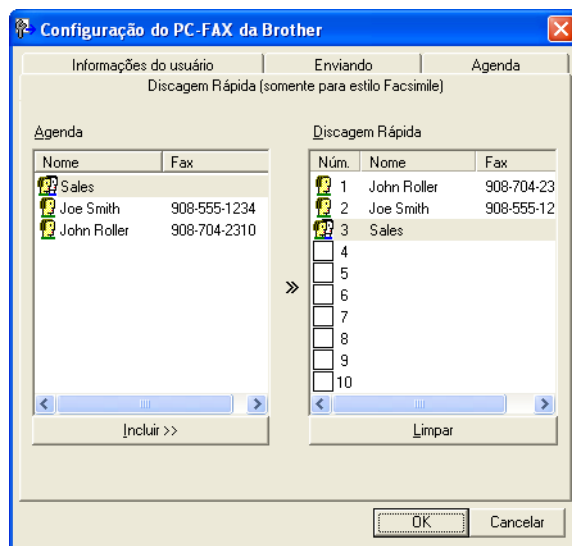 Configuração do PC-FAX da Brother
Informações do usuário Enviando Agenda
Discagem Rápida (somente para estilo Facsimile)
Agenda
Nome Fax
Sales
Joe Smith 908-555-1234
John Roller 908-704-2310
Incluir >>
»
Discagem Rápida
Núm. Nome Fax
1 John Roller 908-704-23
2 Joe Smith 908-555-12
3 Sales
4
5
6
7
8
9
10
Limpar
OK Cancelar